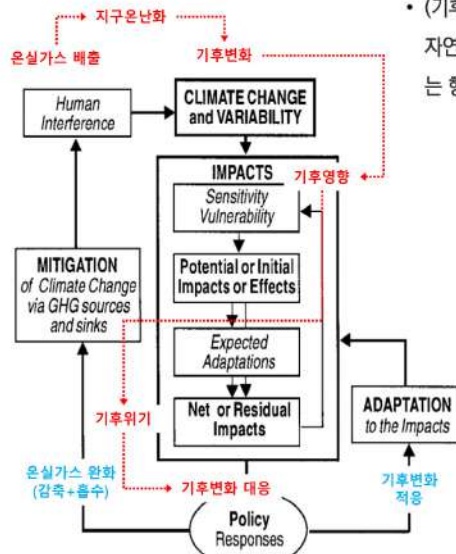 지구온난화
온실가스 배출
기후변화
• (기후
자연
는 형
Human
Interference
CLIMATE CHANGE
and VARIABILITY
IMPACTS
기후영향
Sensitivity
Vulnerability
Potential or Initial
Impacts or Effects
MITIGATION
of Climate Change
via GHG sources
and sinks
Expected
Adaptations
Net or Residual
Impacts
ADAPTATION
to the Impacts
기후위기
온실가스 완화
(감축+흡수)
기후변화 대응
기후변화
적응
Policy
Responses